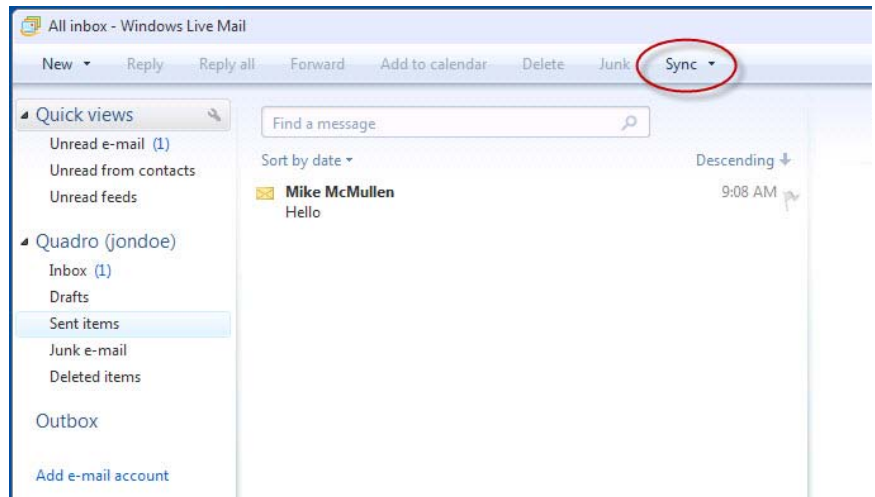 All inbox - Windows Live Mail
New Reply Reply all Forward Add to calendar Delete Junk Sync
Quick views
Unread e-mail (1)
Unread from contacts
Unread feeds
Quadro (jondoe)
Inbox (1)
Drafts
Sent items
Junk e-mail
Deleted items
Outbox
Add e-mail account
Find a message
Sort by date Descending
Mike McMullen 9:08 AM
Hello